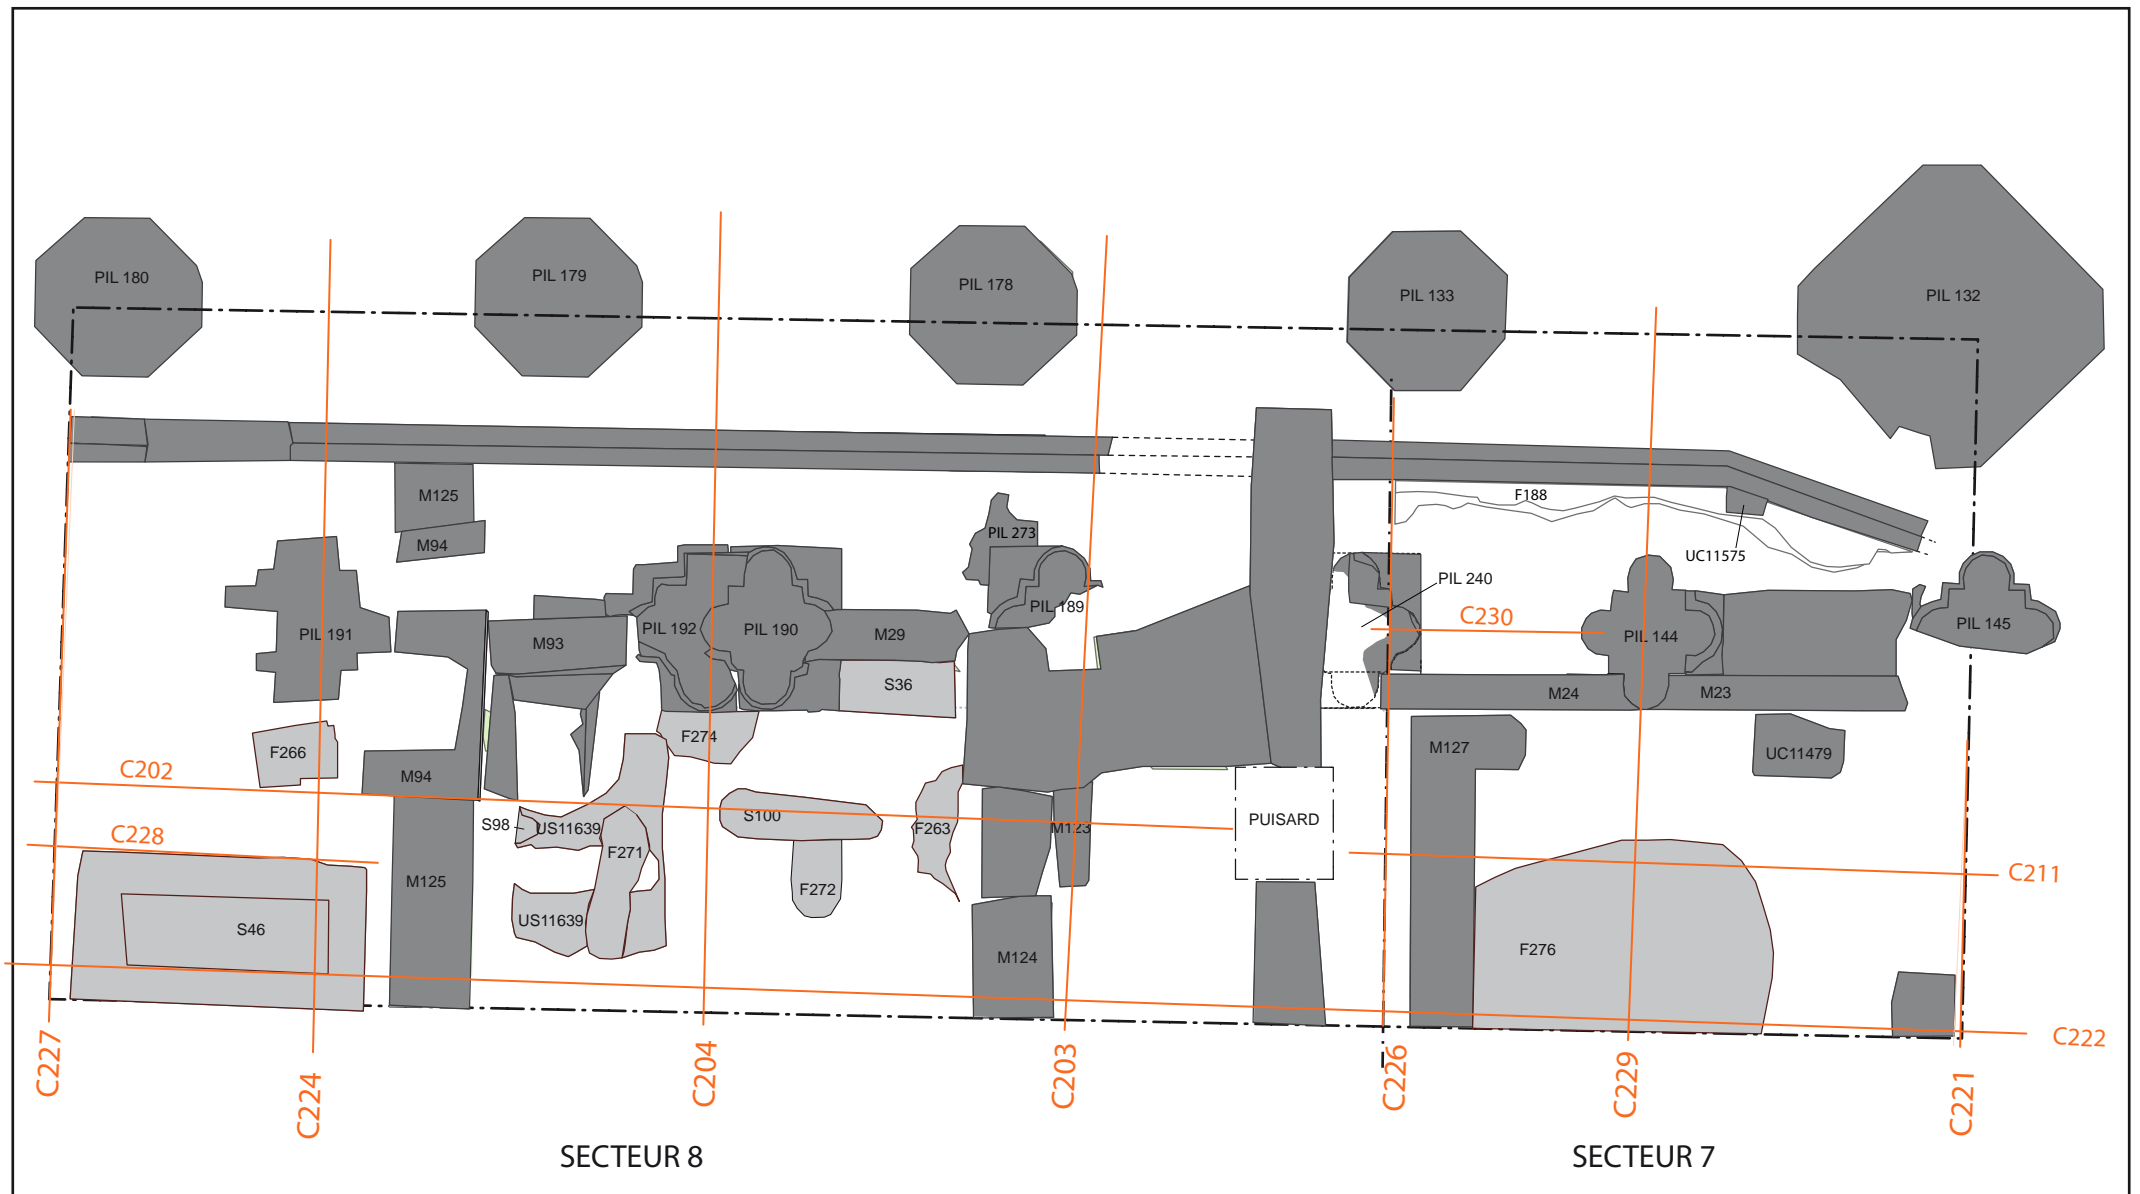 PIL 180
PIL 179
PIL 178
PIL 133
PIL 132
M125
M94
PIL 273
F188
UC11575
PIL 240
C230
PIL 191
M93
PIL 192
PIL 190
M29
PIL 189
PIL 144
PIL 145
S36
M24
M23
F266
F274
M127
UC11479
C202
M94
S98
US11639
S100
F263
M123
PUISARD
C228
F271
C211
M125
F272
S46
US11639
M124
F276
C222
C227
C224
C204
C203
C226
C229
C221
SECTEUR 8
SECTEUR 7